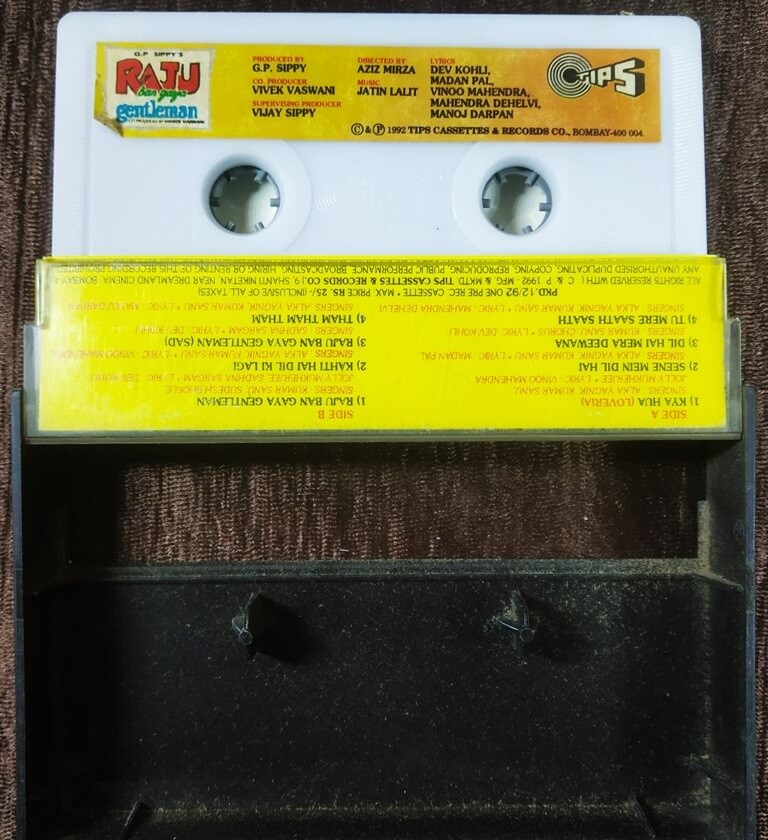 G.P. SIPPY'S
RAJU
ban gaya
gentleman
CO PRODUCED BY VIVEK VASWANI
PRODUCED BY
G.P. SIPPY
CO. PRODUCER
VIVEK VASWANI
SUPERVISING PRODUCER
VIJAY SIPPY
DIRECTED BY
AZIZ MIRZA
MUSIC
JATIN LALIT
LYRICS
DEV KOHLI,
MADAN PAL,
VINOO MAHENDRA,
MAHENDRA DEHELVI,
MANOJ DARPAN
TIPS
© & ℗ 1992 TIPS CASSETTES & RECORDS CO., BOMBAY-400 004.
SIDE A
1) KYA HUA (LOVERIA)
SINGERS: ALKA YAGNIK, KUMAR SANU,
JOLLY MUKHERJEE * LYRIC: VINOO MAHENDRA
2) SEENE MEIN DIL HAI
SINGERS: ALKA YAGNIK, KUMAR SANU * LYRIC: MADAN PAL
3) DIL HAI MERA DEEWANA
SINGERS: KUMAR SANU, CHORUS * LYRIC: DEV KOHLI
4) TU MERE SAATH SAATH
SINGERS: ALKA YAGNIK, KUMAR SANU * LYRIC: MAHENDRA DEHELVI
SIDE B
1) RAJU BAN GAYA GENTLEMAN
SINGERS: KUMAR SANU, SUDESH BHOSLE
JOLLY MUKHERJEE, SADHNA SARGAM * LYRIC: DEV KOHLI
2) KAHTI HAI DIL KI LAGI
SINGERS: ALKA YAGNIK, KUMAR SANU * LYRIC: VINOO MAHENDRA
3) RAJU BAN GAYA GENTLEMAN (SAD)
SINGERS: SADHNA SARGAM * LYRIC: DEV KOHLI
4) THAM THAM THAM
SINGERS: ALKA YAGNIK, KUMAR SANU * LYRIC: MANOJ DARPAN
PKD/12/92 ONE PRE REC CASSETTE * MAX. PRICE: RS. 25/- (INCLUSIVE OF ALL TAXES)
ALL RIGHTS RESERVED WITH ( & © 1992 MFG. & MKTD TIPS CASSETTES & RECORDS CO.) 9, SHANTI NIKETAN, NEAR DREAMLAND CINEMA, BOMBAY-4
ANY UNAUTHORISED DUPLICATING, COPYING, REPRODUCING, PUBLIC PERFORMANCE, BROADCASTING, HIRING OR RENTING OF THIS RECORDING PROHIBITED